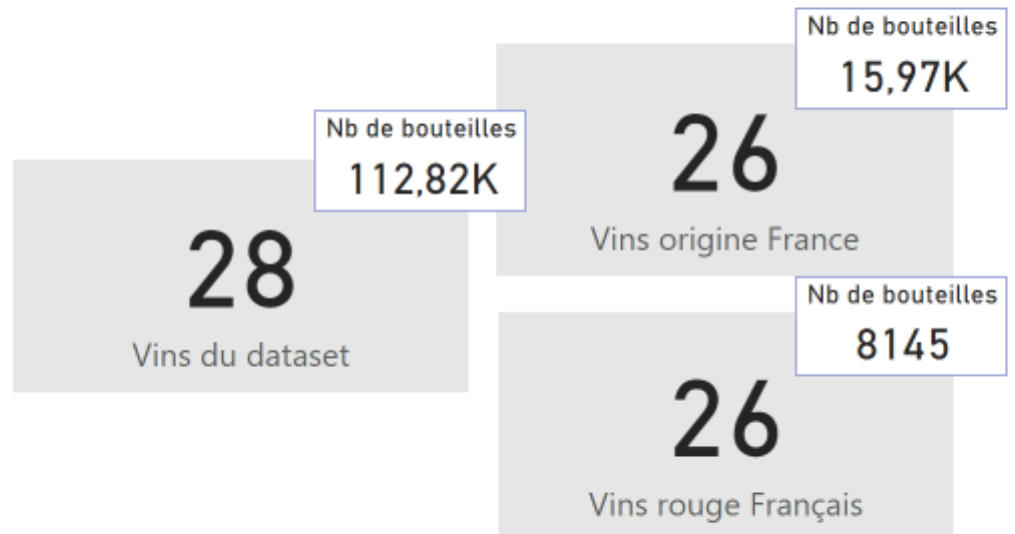 Nb de bouteilles
112,82K
28
Vins du dataset
Nb de bouteilles
15,97K
26
Vins origine France
Nb de bouteilles
8145
26
Vins rouge Français